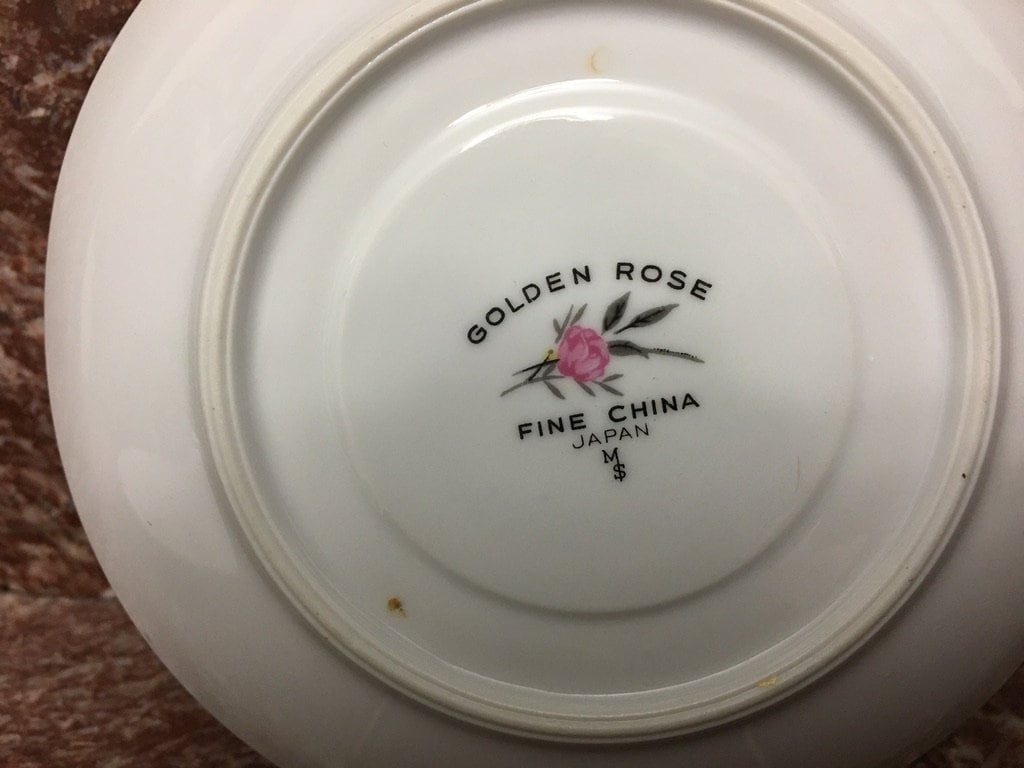 GOLDEN ROSE
FINE CHINA
JAPAN
M
$